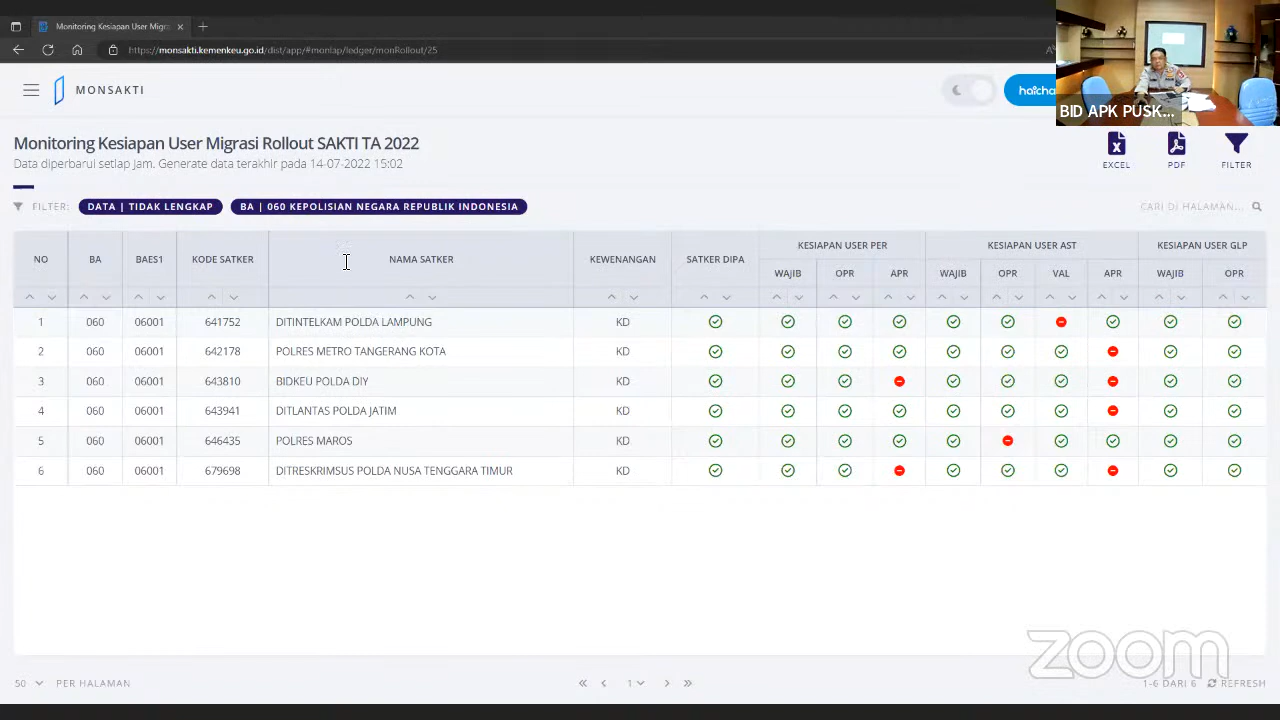 Monitoring Kesiapan User Migra
https://monsakti.kemenkeu.go.id/dist/app/#monlap/ledger/monRollout/25
MONSAKTI
BID APK PUSK...
Monitoring Kesiapan User Migrasi Rollout SAKTI TA 2022
Data diperbarui setiap jam. Generate data terakhir pada 14-07-2022 15:02
EXCEL PDF FILTER
FILTER: DATA | TIDAK LENGKAP BA | 060 KEPOLISIAN NEGARA REPUBLIK INDONESIA CARI DI HALAMAN...
KESIAPAN USER PER KESIAPAN USER AST KESIAPAN USER GLP
NO BA BAES1 KODE SATKER NAMA SATKER KEWENANGAN SATKER DIPA
WAJIB OPR APR WAJIB OPR VAL APR WAJIB OPR
1 060 06001 641752 DITINTELKAM POLDA LAMPUNG KD
2 060 06001 642178 POLRES METRO TANGERANG KOTA KD
3 060 06001 643810 BIDKEU POLDA DIY KD
4 060 06001 643941 DITLANTAS POLDA JATIM KD
5 060 06001 646435 POLRES MAROS KD
6 060 06001 679698 DITRESKRIMSUS POLDA NUSA TENGGARA TIMUR KD
zoom
50 PER HALAMAN 1 1-6 DARI 6 REFRESH